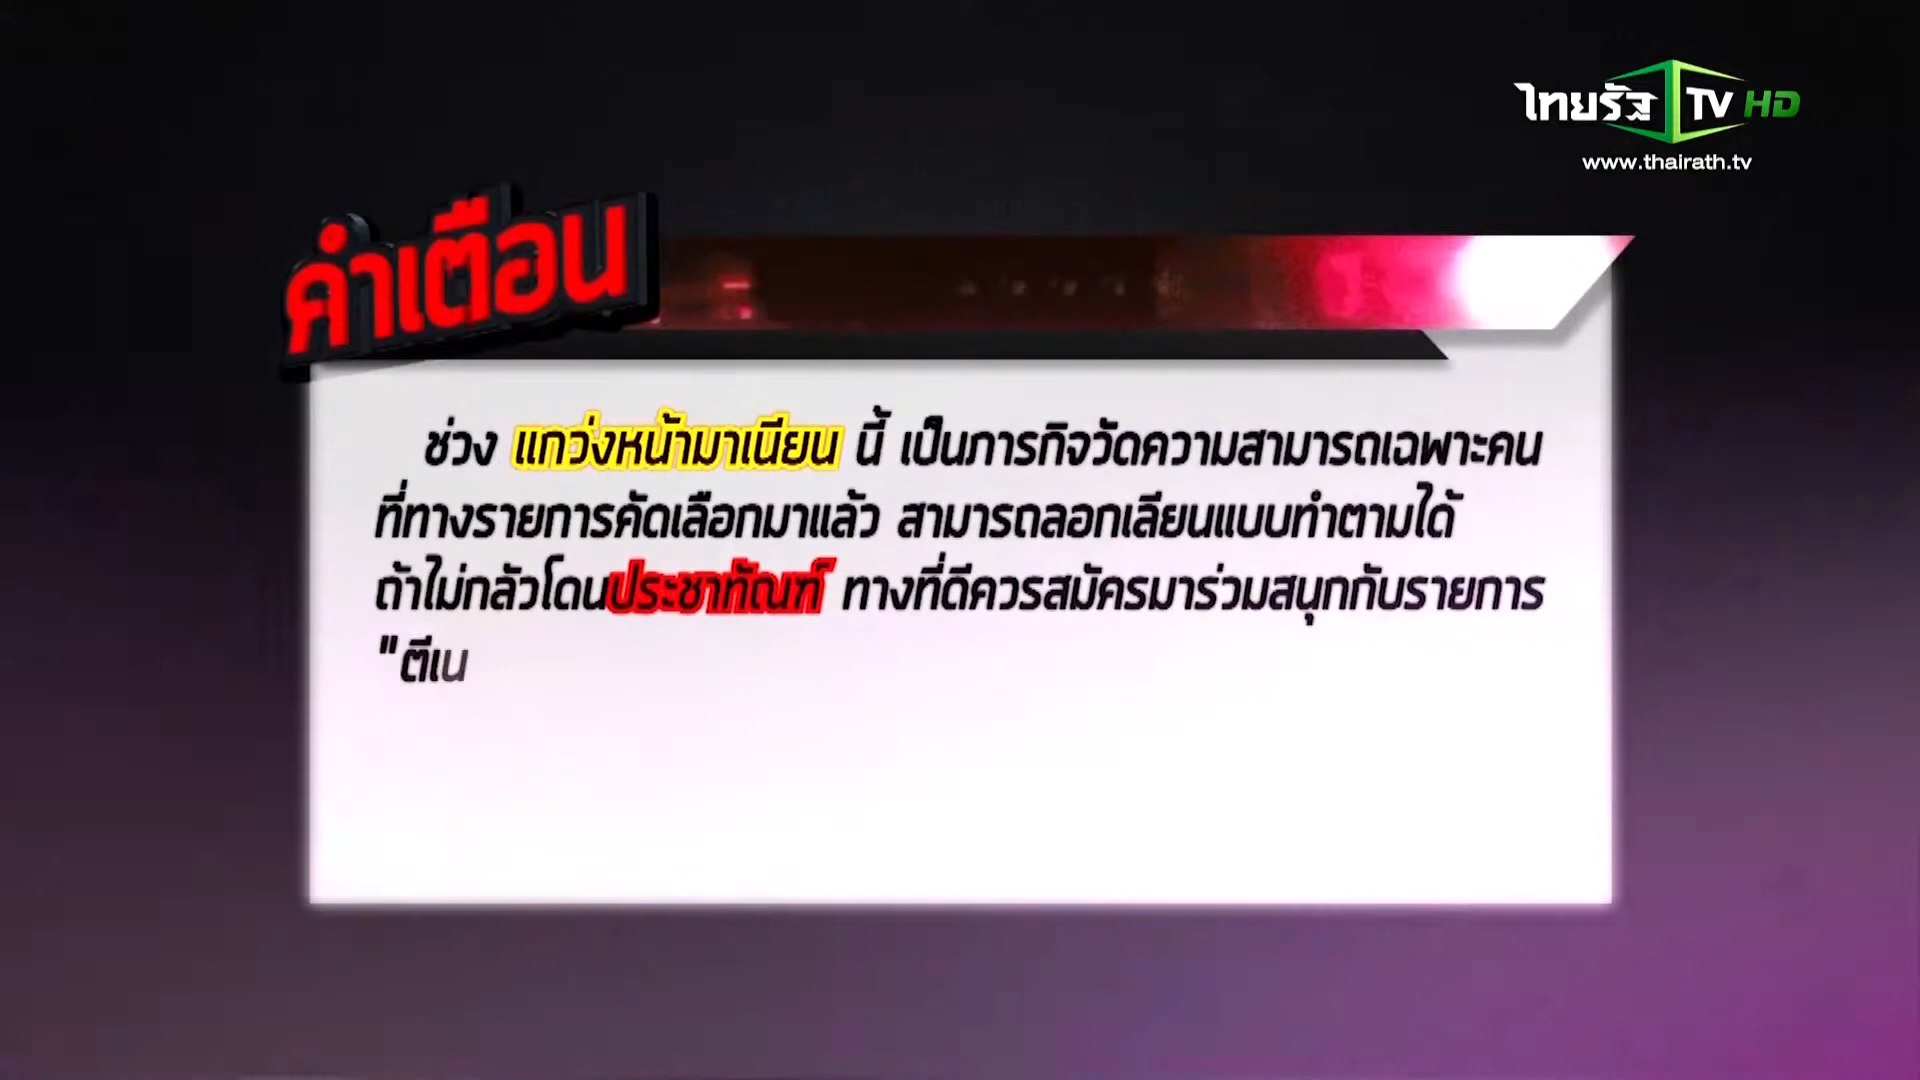 ไทยรัฐ TV HD
www.thairath.tv
คำเตือน
ช่วง แกว่งหน้ามาเนียน นี้ เป็นภารกิจวัดความสามารถเฉพาะคน
ที่ทางรายการคัดเลือกมาแล้ว สามารถลอกเลียนแบบทำตามได้
ถ้าไม่กลัวโดนประชาทัณฑ์ ทางที่ดีควรสมัครมาร่วมสนุกกับรายการ
"ตีเน